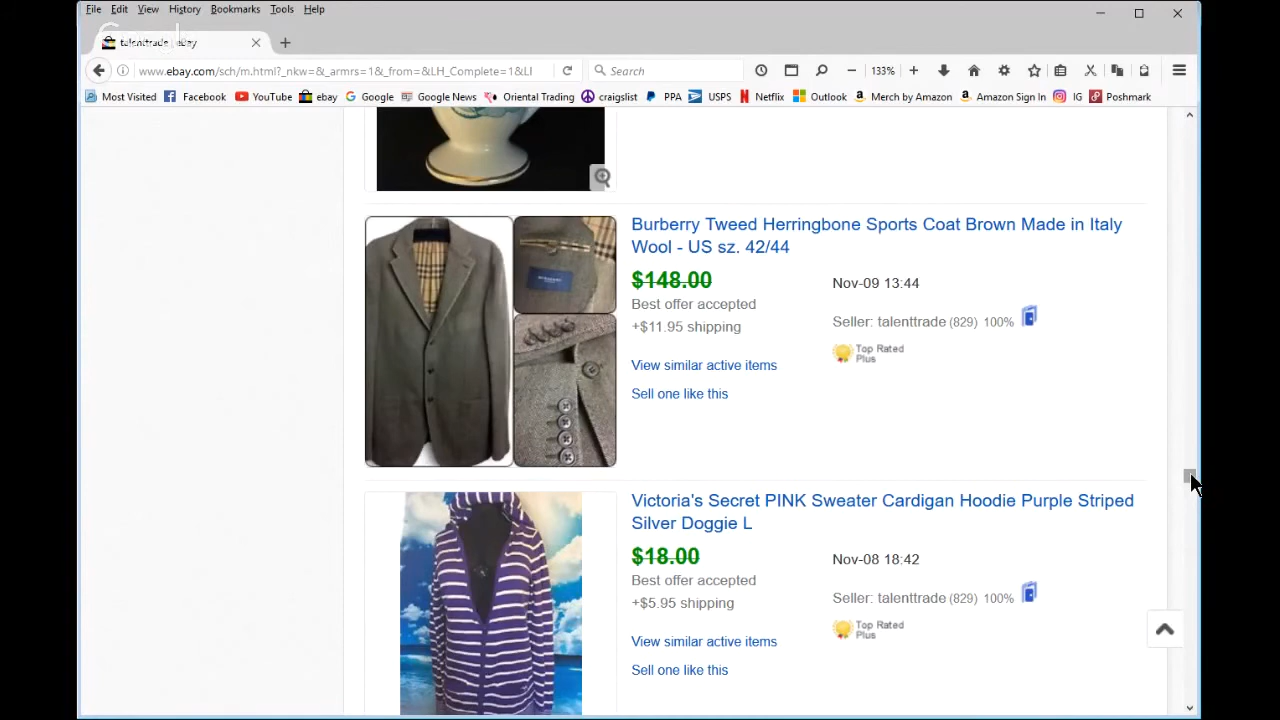 File Edit View History Bookmarks Tools Help
talenttrade | eBay
www.ebay.com/sch/m.html?_nkw=&_armrs=1&_from=&LH_Complete=1&LI
Search
133%
Most Visited Facebook YouTube ebay Google Google News Oriental Trading craigslist PPA USPS Netflix Outlook Merch by Amazon Amazon Sign In IG Poshmark
Burberry Tweed Herringbone Sports Coat Brown Made in Italy
Wool - US sz. 42/44
$148.00
Nov-09 13:44
Best offer accepted
+$11.95 shipping
Seller: talenttrade (829) 100%
Top Rated
Plus
View similar active items
Sell one like this
Victoria's Secret PINK Sweater Cardigan Hoodie Purple Striped
Silver Doggie L
$18.00
Nov-08 18:42
Best offer accepted
+$5.95 shipping
Seller: talenttrade (829) 100%
Top Rated
Plus
View similar active items
Sell one like this